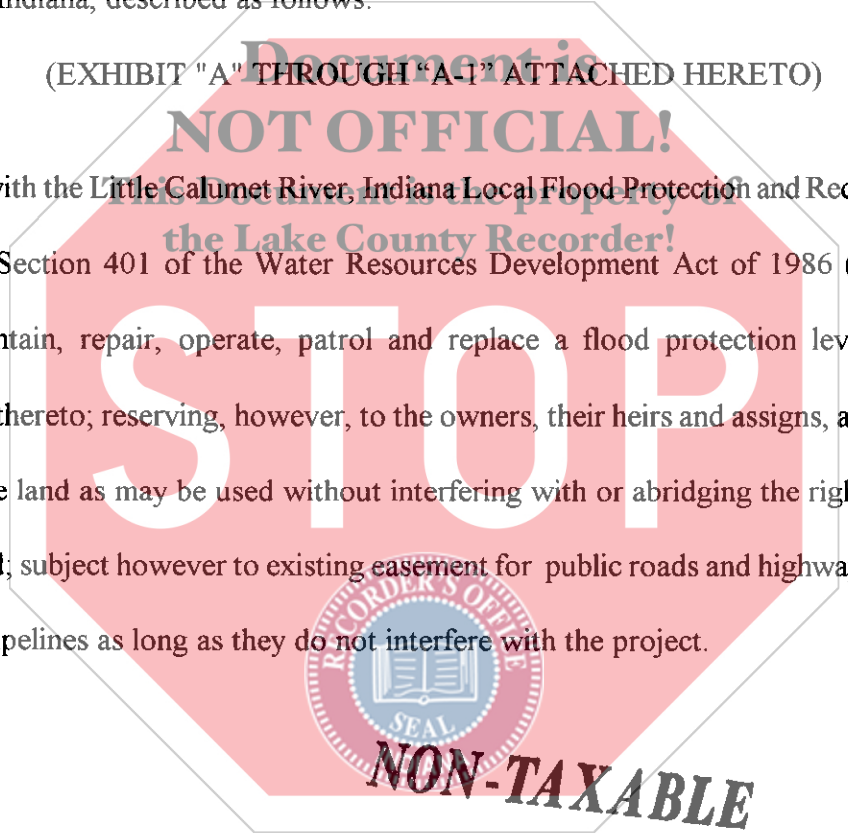 Indiana, described as follows:
Document is
(EXHIBIT "A" THROUGH “A-1” ATTACHED HERETO)
NOT OFFICIAL!
with the Little Calumet River, Indiana Local Flood Protection and Rec
This Document is the property of
the Lake County Recorder!
Section 401 of the Water Resources Development Act of 1986 (
ntain, repair, operate, patrol and replace a flood protection lev
STOP
thereto; reserving, however, to the owners, their heirs and assigns, a
e land as may be used without interfering with or abridging the righ
; subject however to existing easement for public roads and highwa
pelines as long as they do not interfere with the project.
RECORDER'S OFFICE
SEAL
NON-TAXABLE